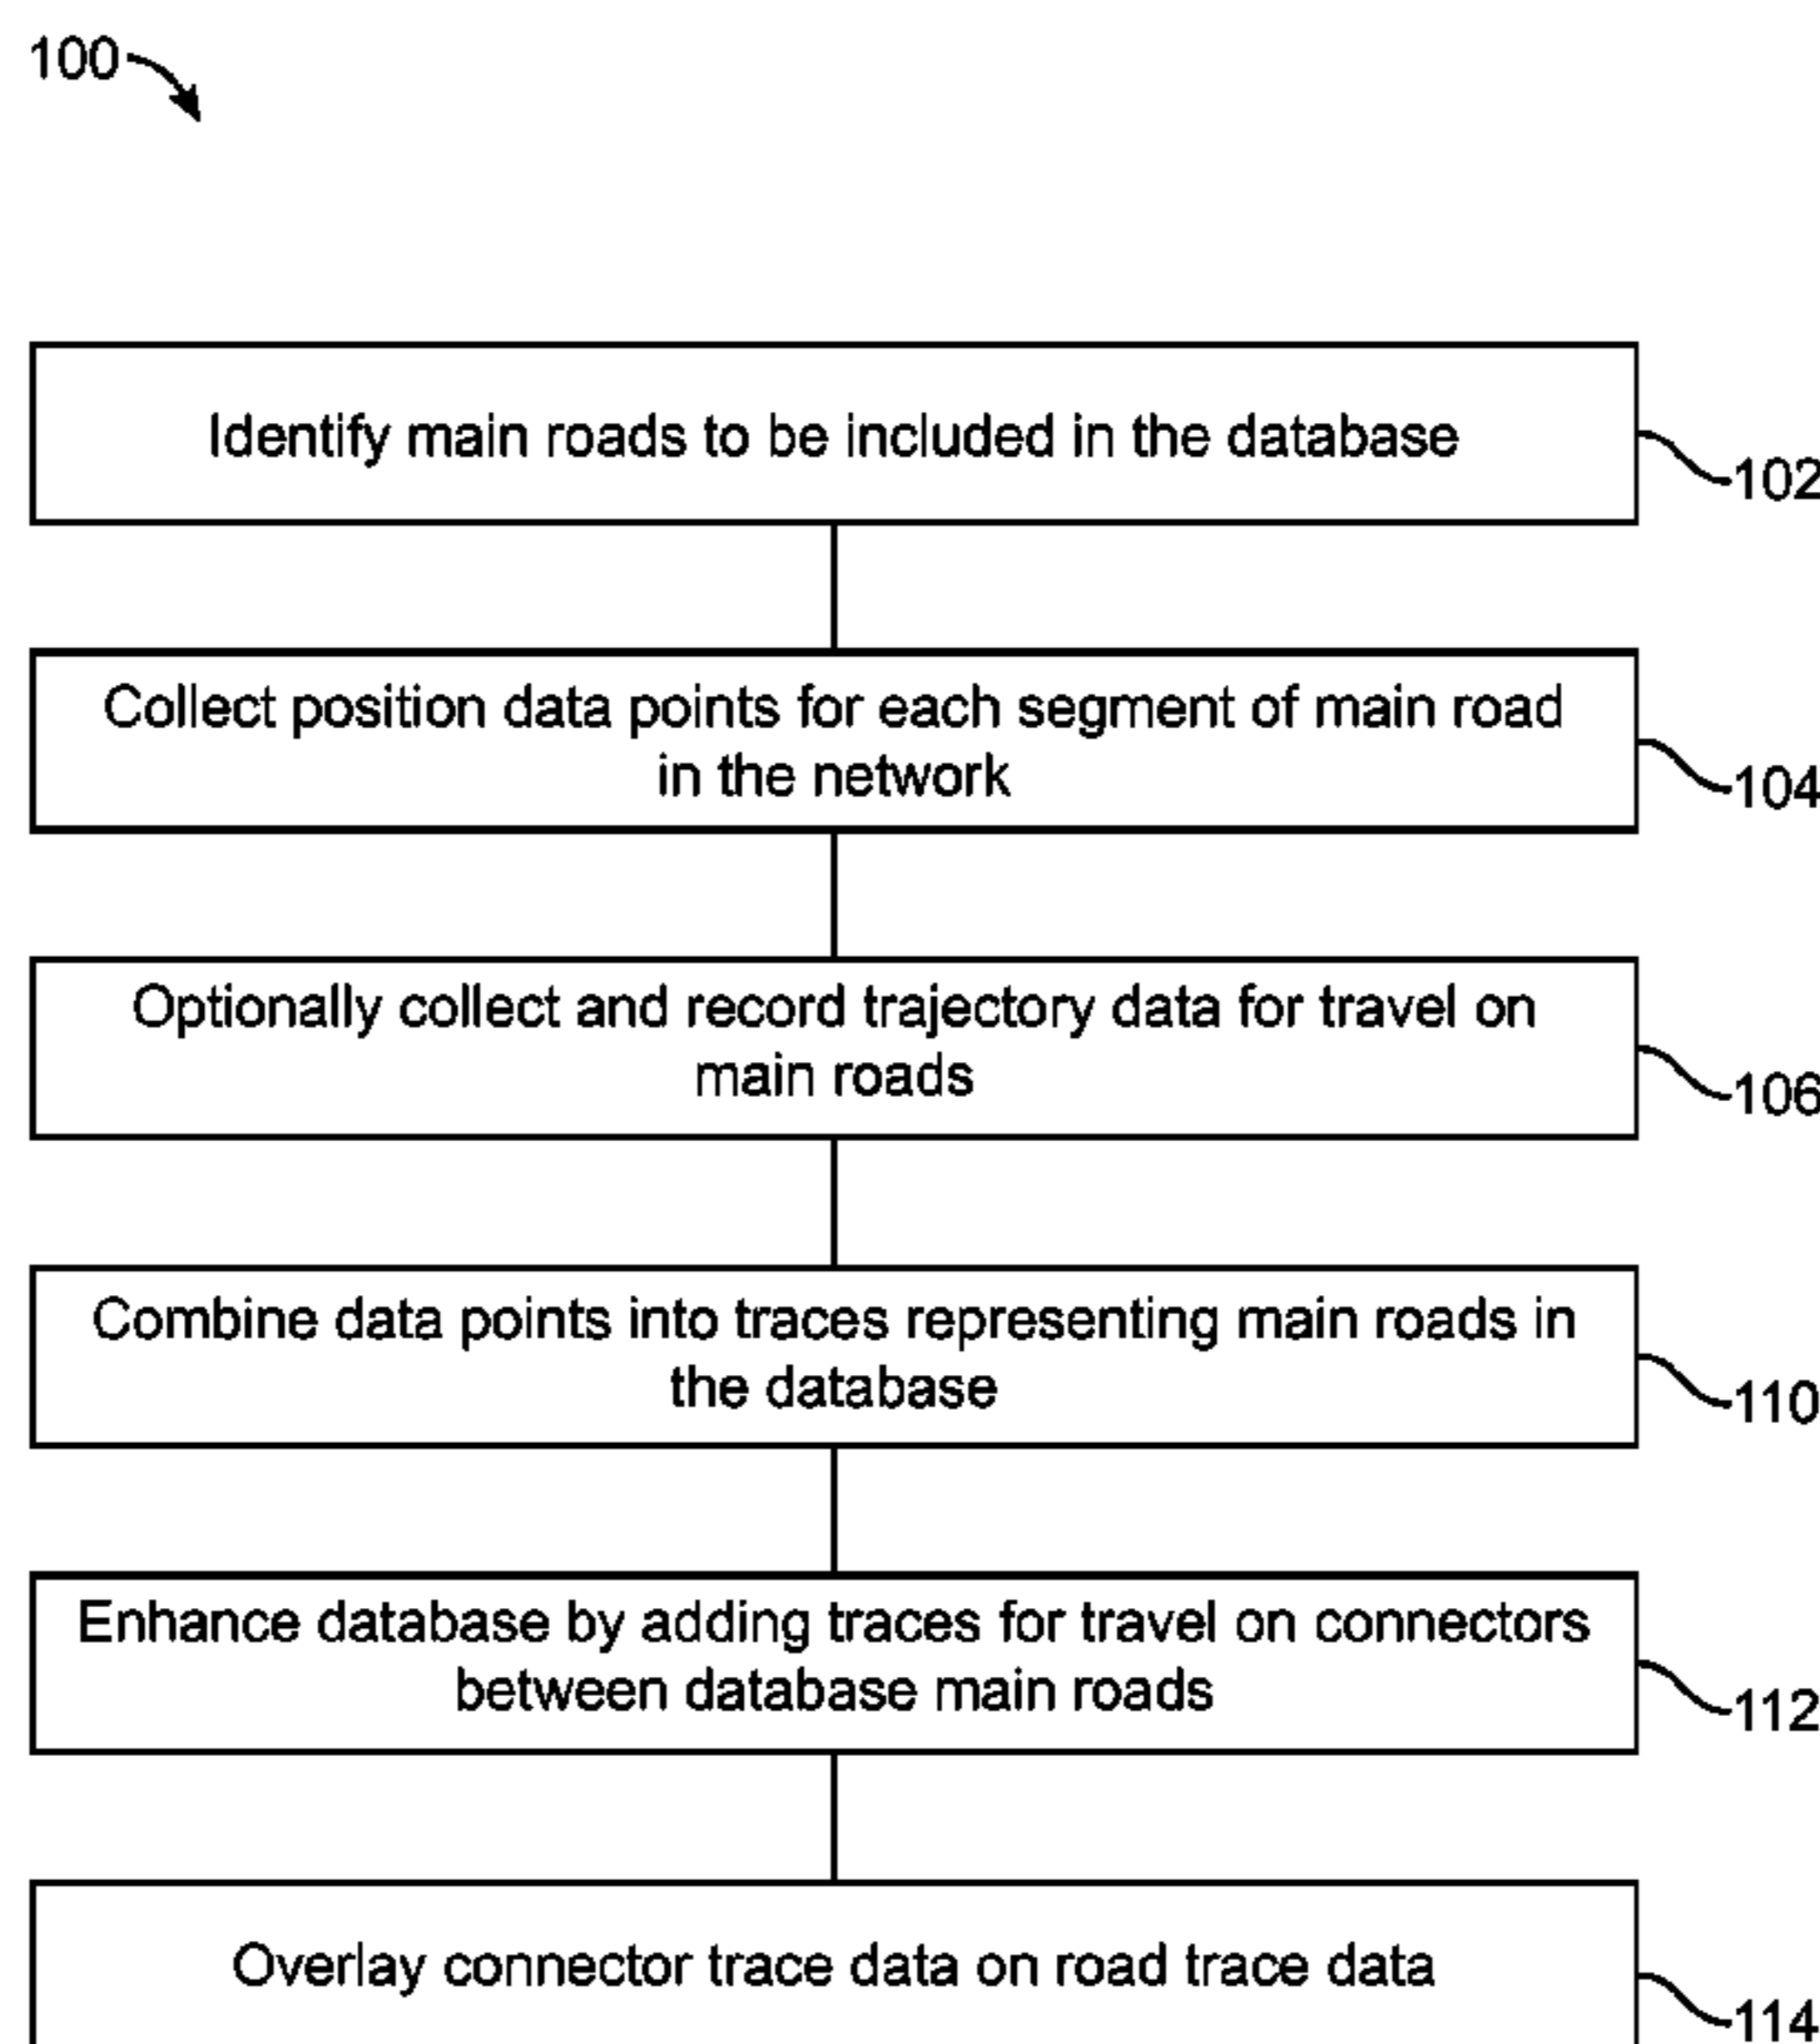 100
Identify main roads to be included in the database
102
Collect position data points for each segment of main road
in the network
104
Optionally collect and record trajectory data for travel on
main roads
106
Combine data points into traces representing main roads in
the database
110
Enhance database by adding traces for travel on connectors
between database main roads
112
Overlay connector trace data on road trace data
114